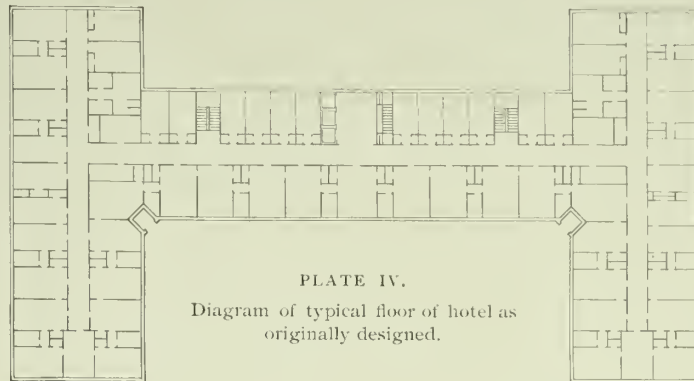 PLATE IV.
Diagram of typical floor of hotel as
originally designed.